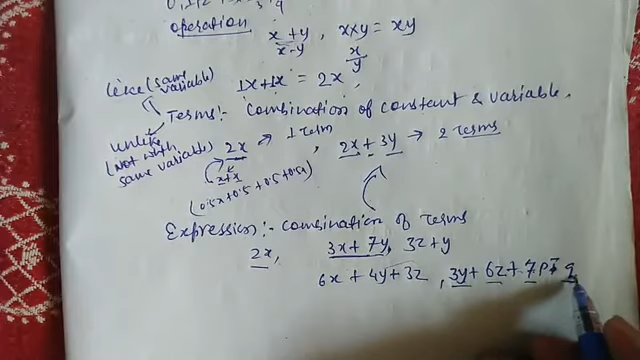 operation
x+y , x×y = xy
x-y x/y
like (same variable) 1x+1x = 2x,
Terms:- Combination of constant & variable.
unlike (Not with same variable) 2x → 1 term , 2x + 3y → 2 terms
x+x
(0.5x+0.5+0.5+0.5x)
Expression:- combination of terms
2x, 3x + 7y, 3z + y
6x + 4y + 3z , 3y + 6z + 7p + q